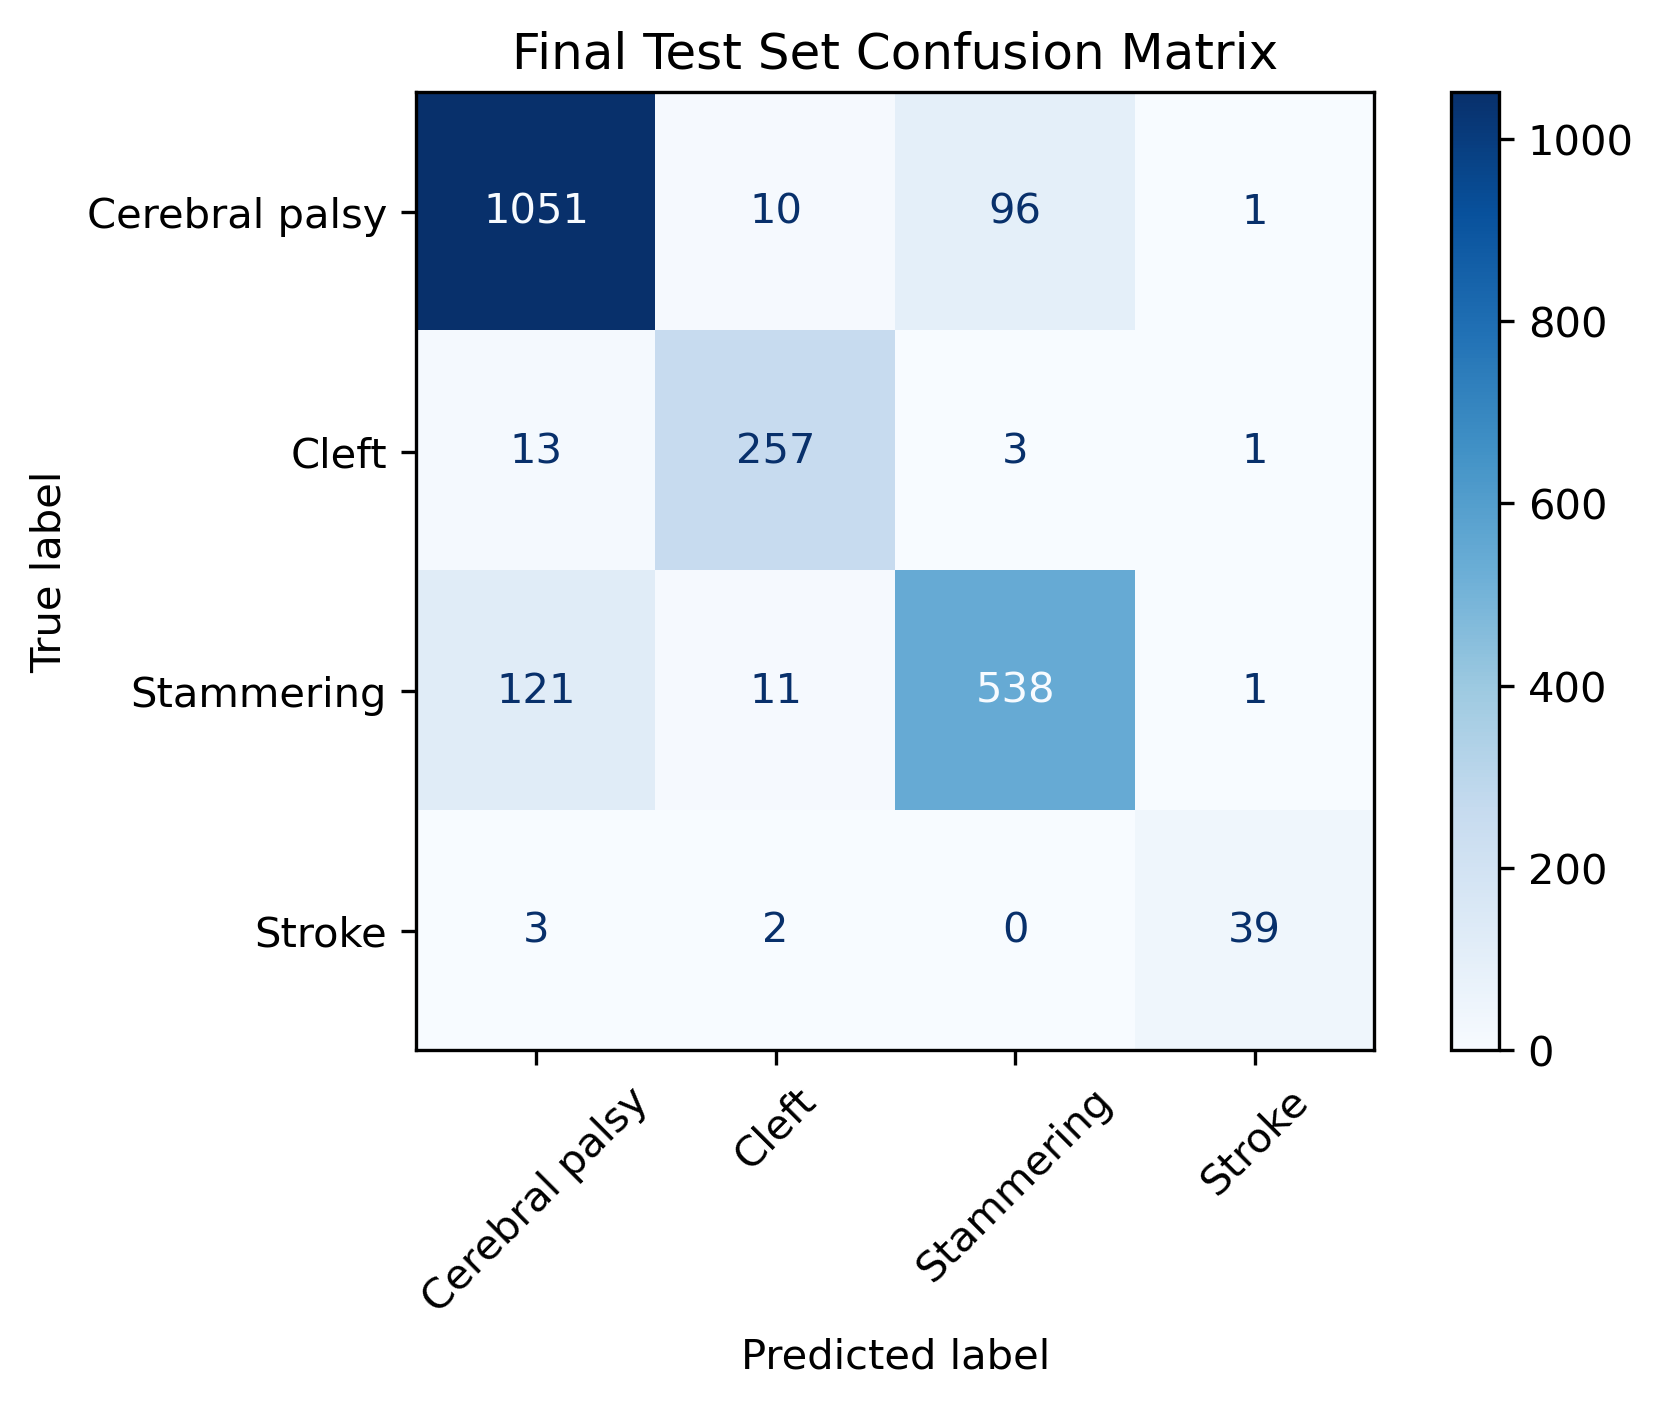 Final Test Set Confusion Matrix
Cerebral palsy 1051 10 96 1
Cleft 13 257 3 1
Stammering 121 11 538 1
Stroke 3 2 0 39
True label
Cerebral palsy Cleft Stammering Stroke
Predicted label
1000
800
600
400
200
0